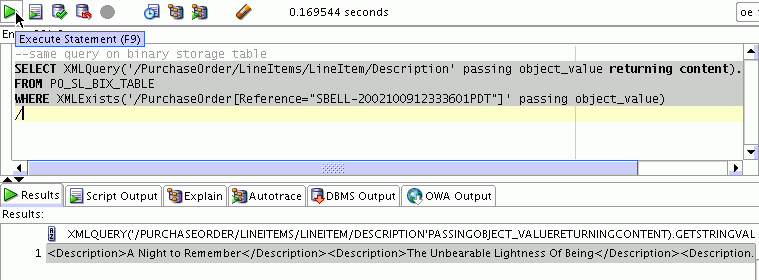 0.169544 seconds
oe
Execute Statement (F9)
--same query on binary storage table
SELECT XMLQuery('/PurchaseOrder/LineItems/LineItem/Description' passing object_value returning content).
FROM PO_SL_BIX_TABLE
WHERE XMLExists('/PurchaseOrder[Reference="SBELL-2002100912333601PDT"]' passing object_value)
/
Results Script Output Explain Autotrace DBMS Output OWA Output
Results:
XMLQUERY('/PURCHASEORDER/LINEITEMS/LINEITEM/DESCRIPTION'PASSINGOBJECT_VALUERETURNINGCONTENT).GETSTRINGVAL
1 <Description>A Night to Remember</Description><Description>The Unbearable Lightness Of Being</Description><Description.